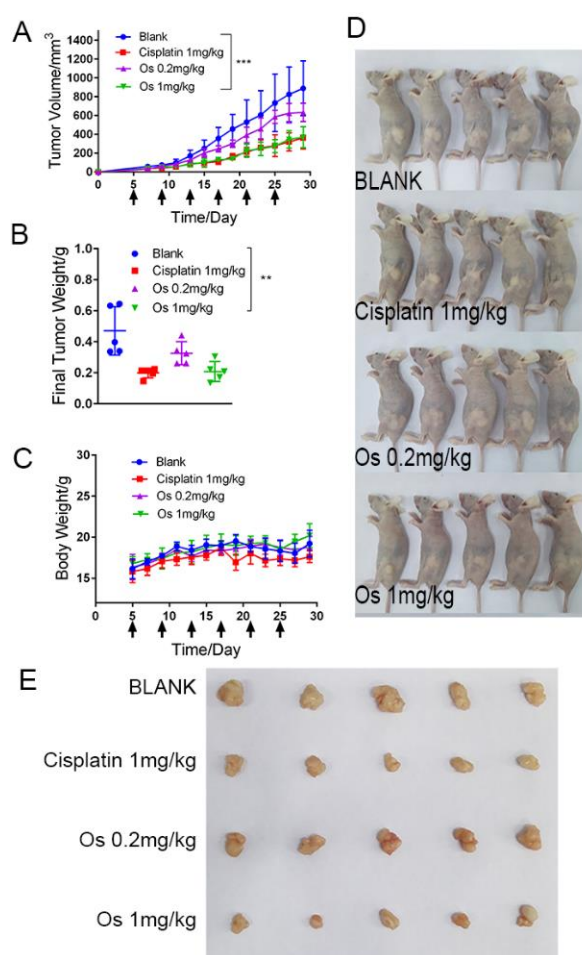 A
Tumor Volume/mm³
1400
1200
1000
800
600
400
200
0
0 5 10 15 20 25 30
Time/Day
Blank
Cisplatin 1mg/kg
Os 0.2mg/kg
Os 1mg/kg
***
B
Final Tumor Weight/g
1.0
0.8
0.6
0.4
0.2
0.0
Blank
Cisplatin 1mg/kg
Os 0.2mg/kg
Os 1mg/kg
**
C
Body Weight/g
30
25
20
15
0 5 10 15 20 25 30
Time/Day
Blank
Cisplatin 1mg/kg
Os 0.2mg/kg
Os 1mg/kg
D
BLANK
Cisplatin 1mg/kg
Os 0.2mg/kg
Os 1mg/kg
E
BLANK
Cisplatin 1mg/kg
Os 0.2mg/kg
Os 1mg/kg